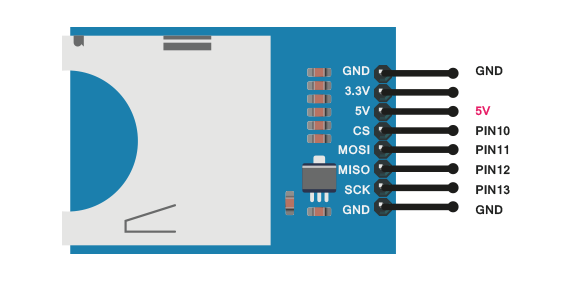 GND GND
3.3V
5V 5V
CS PIN10
MOSI PIN11
MISO PIN12
SCK PIN13
GND GND